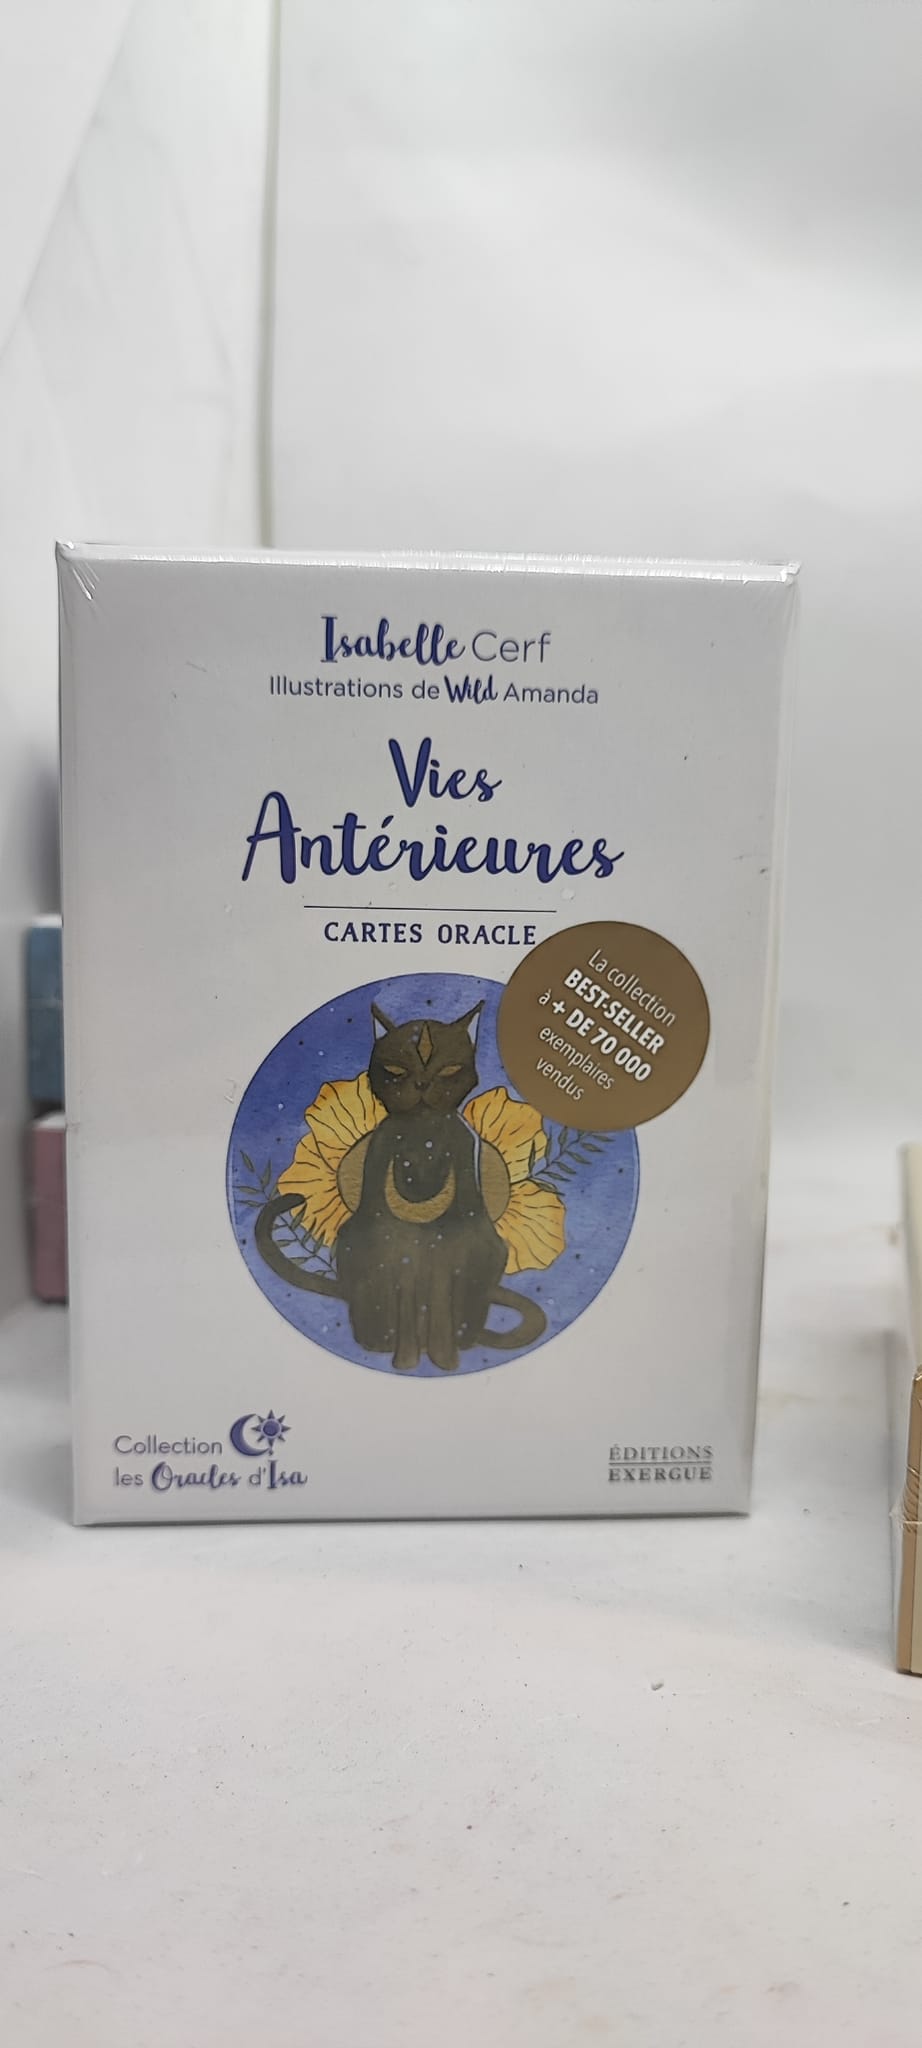 Isabelle Cerf
Illustrations de Wild Amanda
Vies
Antérieures
CARTES ORACLE
La collection
BEST-SELLER
à + DE 70 000
exemplaires
vendus
Collection
les Oracles d'Isa
ÉDITIONS
EXERGUE